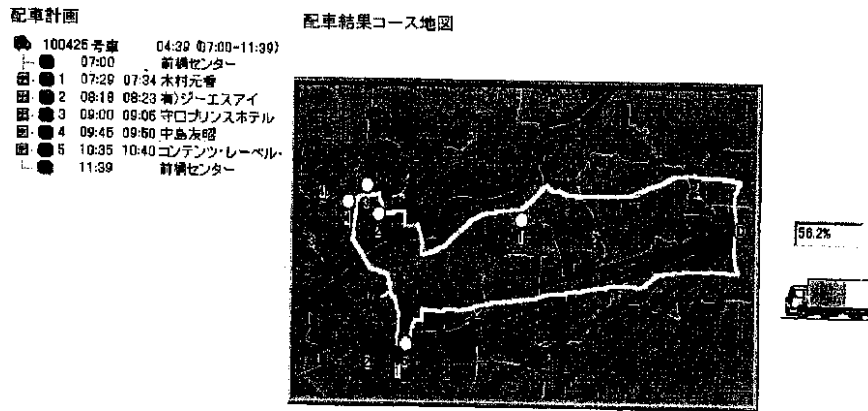 配車計画
配車結果コース地図
100425号車 04:39 (07:00-11:39)
07:00 前橋センター
1 07:29 07:34 木村元香
2 08:18 08:23 有)ジーエスアイ
3 09:00 09:05 守口プリンスホテル
4 09:45 09:50 中島友昭
5 10:35 10:40 コンテンツ・レーベル・
11:39 前橋センター
56.2%